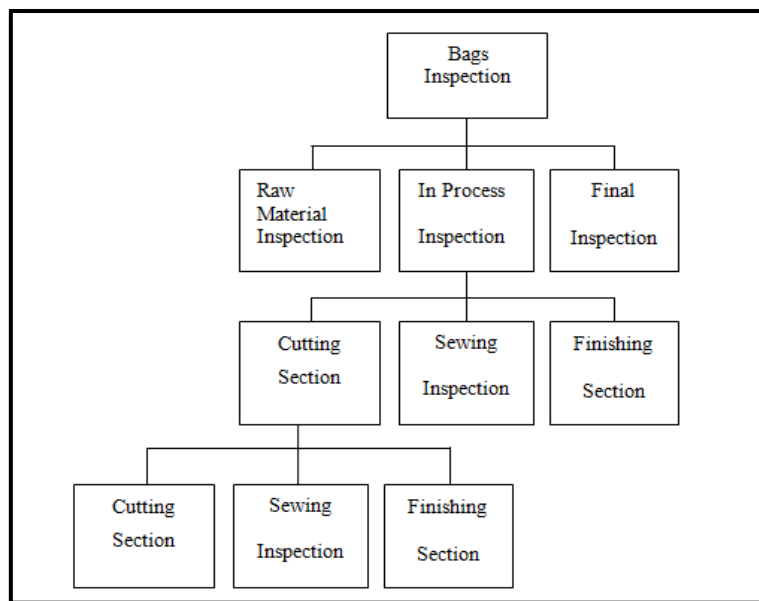 Bags
Inspection
Raw
Material
Inspection
In Process
Inspection
Final
Inspection
Cutting
Section
Sewing
Inspection
Finishing
Section
Cutting
Section
Sewing
Inspection
Finishing
Section